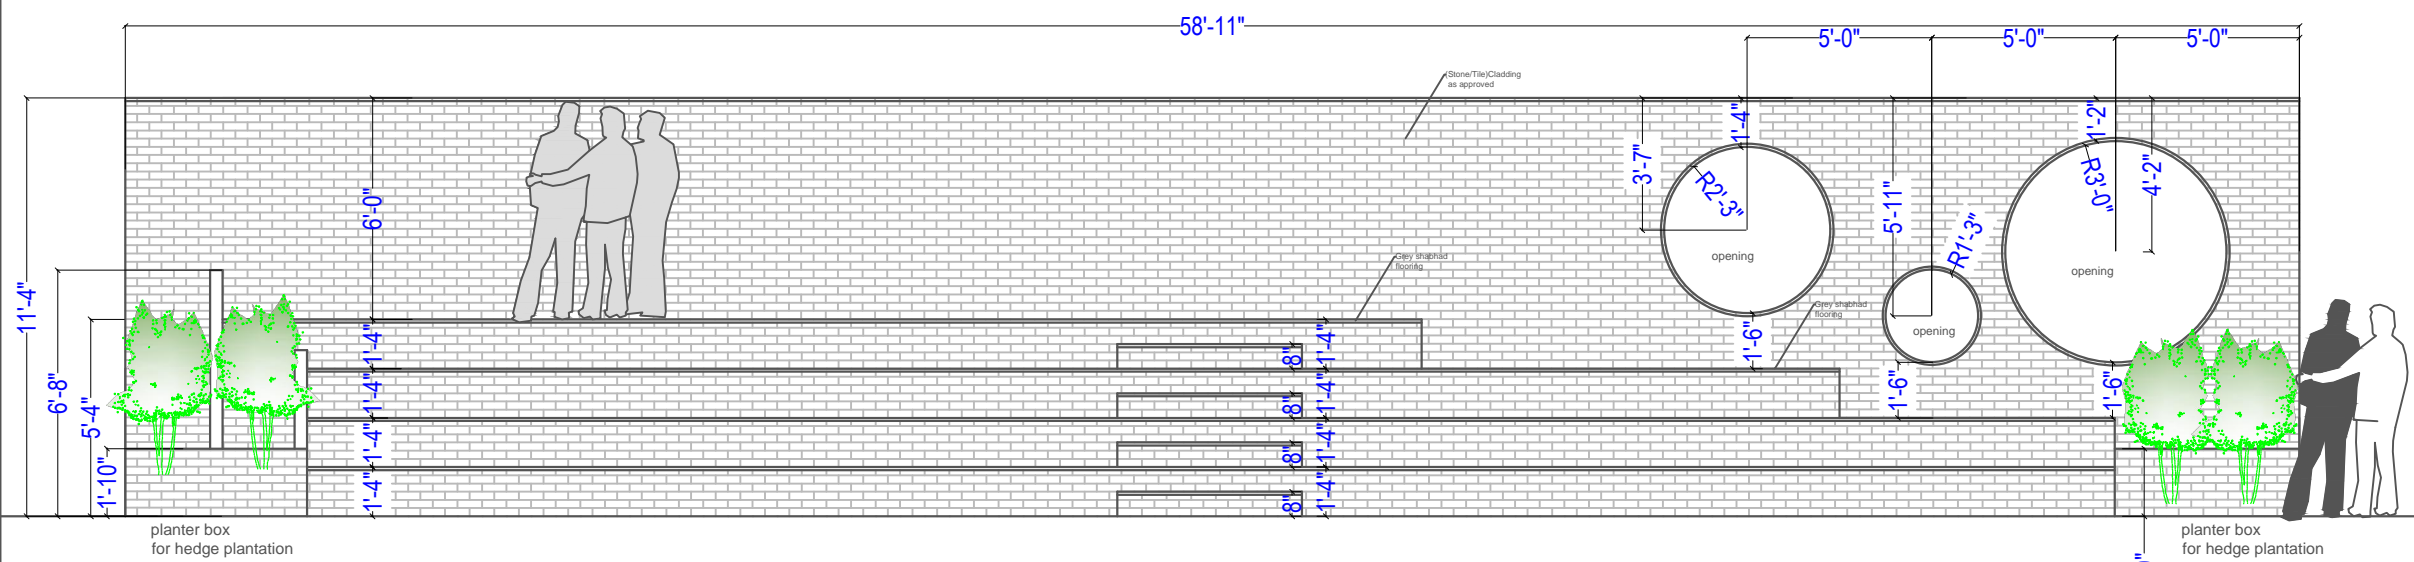 58'-11"
5'-0"
5'-0"
5'-0"
(Stone/Tile)Cladding
as approved
11'-4"
6'-8"
5'-4"
1'-10"
6'-0"
1'-4"
1'-4"
1'-4"
1'-4"
Grey shabhad
flooring
8"
8"
8"
8"
1'-4"
1'-4"
1'-4"
1'-4"
3'-7"
1'-4"
R2'-3"
opening
1'-6"
Grey shabhad
flooring
5'-11"
R1'-3"
opening
1'-6"
1'-2"
R3'-0"
4'-2"
opening
1'-6"
planter box
for hedge plantation
planter box
for hedge plantation